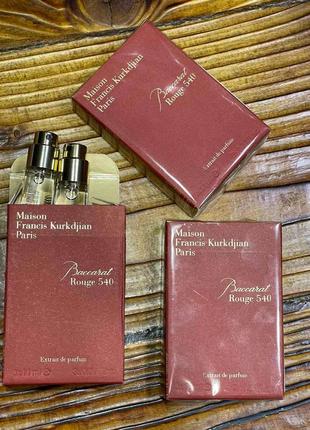 Maison
Francis Kurkdjian
Paris
Baccarat
Rouge 540
Extrait de parfum
Maison
Francis Kurkdjian
Paris
Baccarat
Rouge 540
Extrait de parfum
Maison
Francis Kurkdjian
Paris
Baccarat
Rouge 540
Extrait de parfum